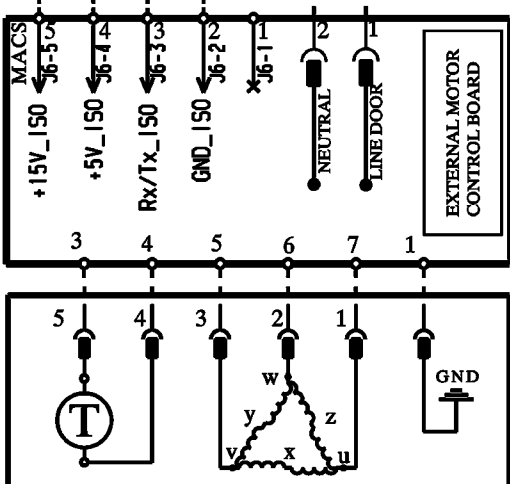 MACS
5 4 3 2 1 2 1
J6-5 J6-4 J6-3 J6-2 J6-1
+15V_ISO
+5V_ISO
Rx/Tx_ISO
GND_ISO
NEUTRAL
LINE DOOR
EXTERNAL MOTOR
CONTROL BOARD
3 4 5 6 7 1
5 4 3 2 1
GND
T
w
y z
v x u